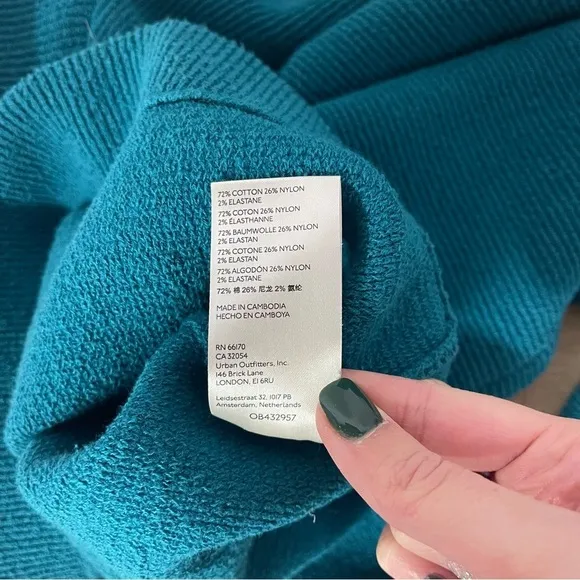 72% COTTON 26% NYLON
2% ELASTANE
72% COTON 26% NYLON
2% ÉLASTHANNE
72% BAUMWOLLE 26% NYLON
2% ELASTAN
72% COTONE 26% NYLON
2% ELASTAN
72% ALGODÓN 26% NYLON
2% ELASTANE
72% 棉 26% 尼龙 2% 氨纶
MADE IN CAMBODIA
HECHO EN CAMBOYA
RN 66170
CA 32054
Urban Outfitters, Inc.
146 Brick Lane
LONDON, E1 6RU
Leidsestraat 32, 1017 PB
Amsterdam, Netherlands
OB432957